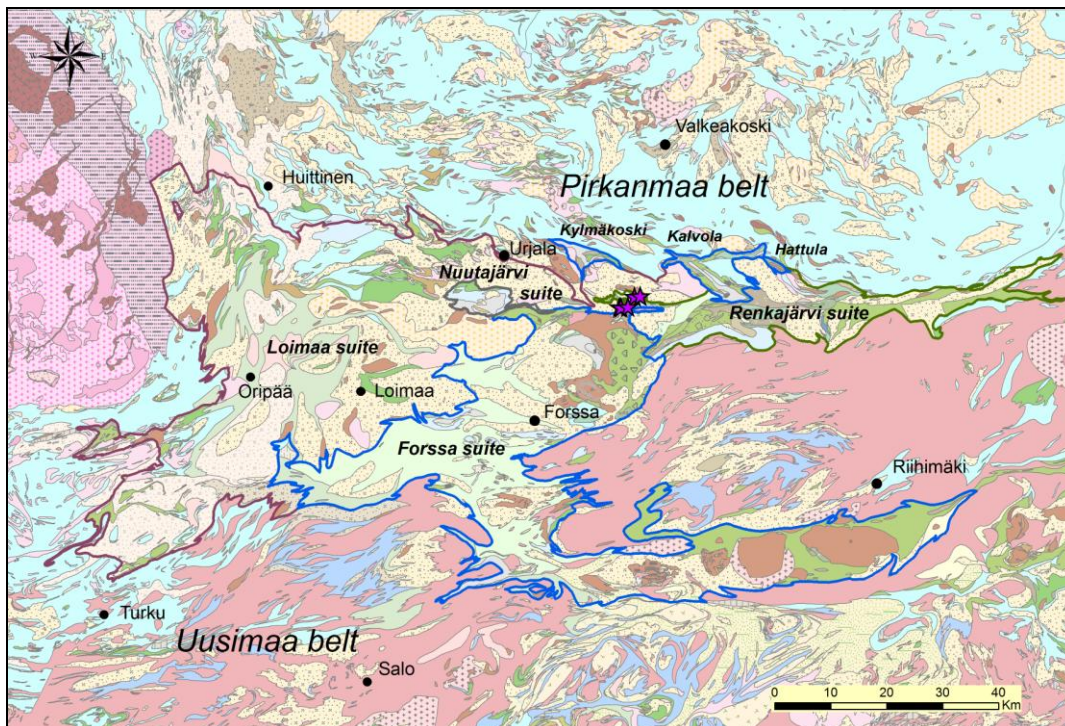 Valkeakoski
Huittinen
Pirkanmaa belt
Kylmäkoski
Kalvola
Urjala
Hattula
Nuutajärvi
suite
Renkajärvi suite
Loimaa suite
Oripää
Loimaa
Forssa
Forssa suite
Riihimäki
Turku
Uusimaa belt
Salo
0 10 20 30 40
Km